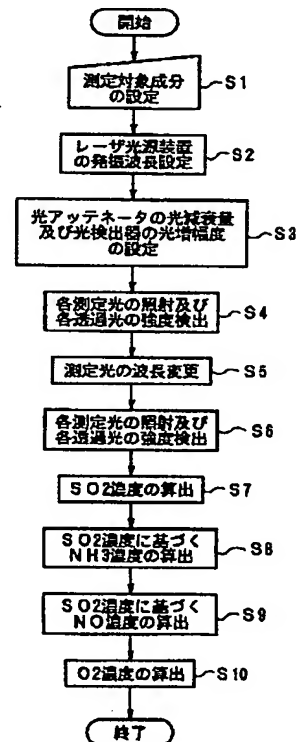 開始
測定対象成分
の設定
S1
レーザ光源装置
の発振波長設定
S2
光アッテネータの光減衰量
及び光検出器の光増幅度
の設定
S3
各測定光の照射及び
各透過光の強度検出
S4
測定光の波長変更
S5
各測定光の照射及び
各透過光の強度検出
S6
SO2濃度の算出
S7
SO2濃度に基づく
NH3濃度の算出
S8
SO2濃度に基づく
NO濃度の算出
S9
O2濃度の算出
S10
終了